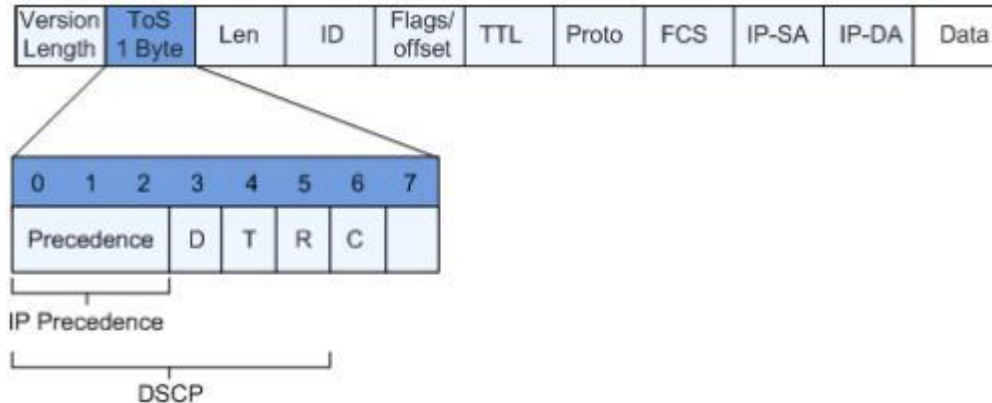 Version Length ToS 1 Byte Len ID Flags/ offset TTL Proto FCS IP-SA IP-DA Data
0 1 2 3 4 5 6 7
Precedence D T R C
IP Precedence
DSCP